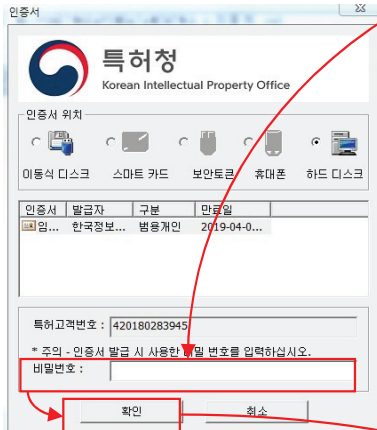 인증서
특허청
Korean Intellectual Property Office
인증서 위치
이동식 디스크 스마트 카드 보안토큰 휴대폰 하드 디스크
인증서 발급자 구분 만료일
임... 한국정보... 범용개인 2019-04-0...
특허고객번호 : 420180283945
* 주의 - 인증서 발급 시 사용한 비밀 번호를 입력하십시오.
비밀번호 :
확인 취소